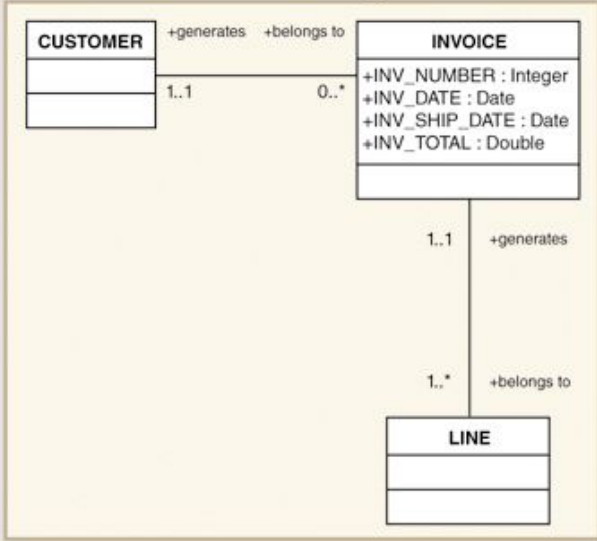 CUSTOMER
+generates
+belongs to
1..1
0..*
INVOICE
+INV_NUMBER : Integer
+INV_DATE : Date
+INV_SHIP_DATE : Date
+INV_TOTAL : Double
1..1
+generates
1..*
+belongs to
LINE